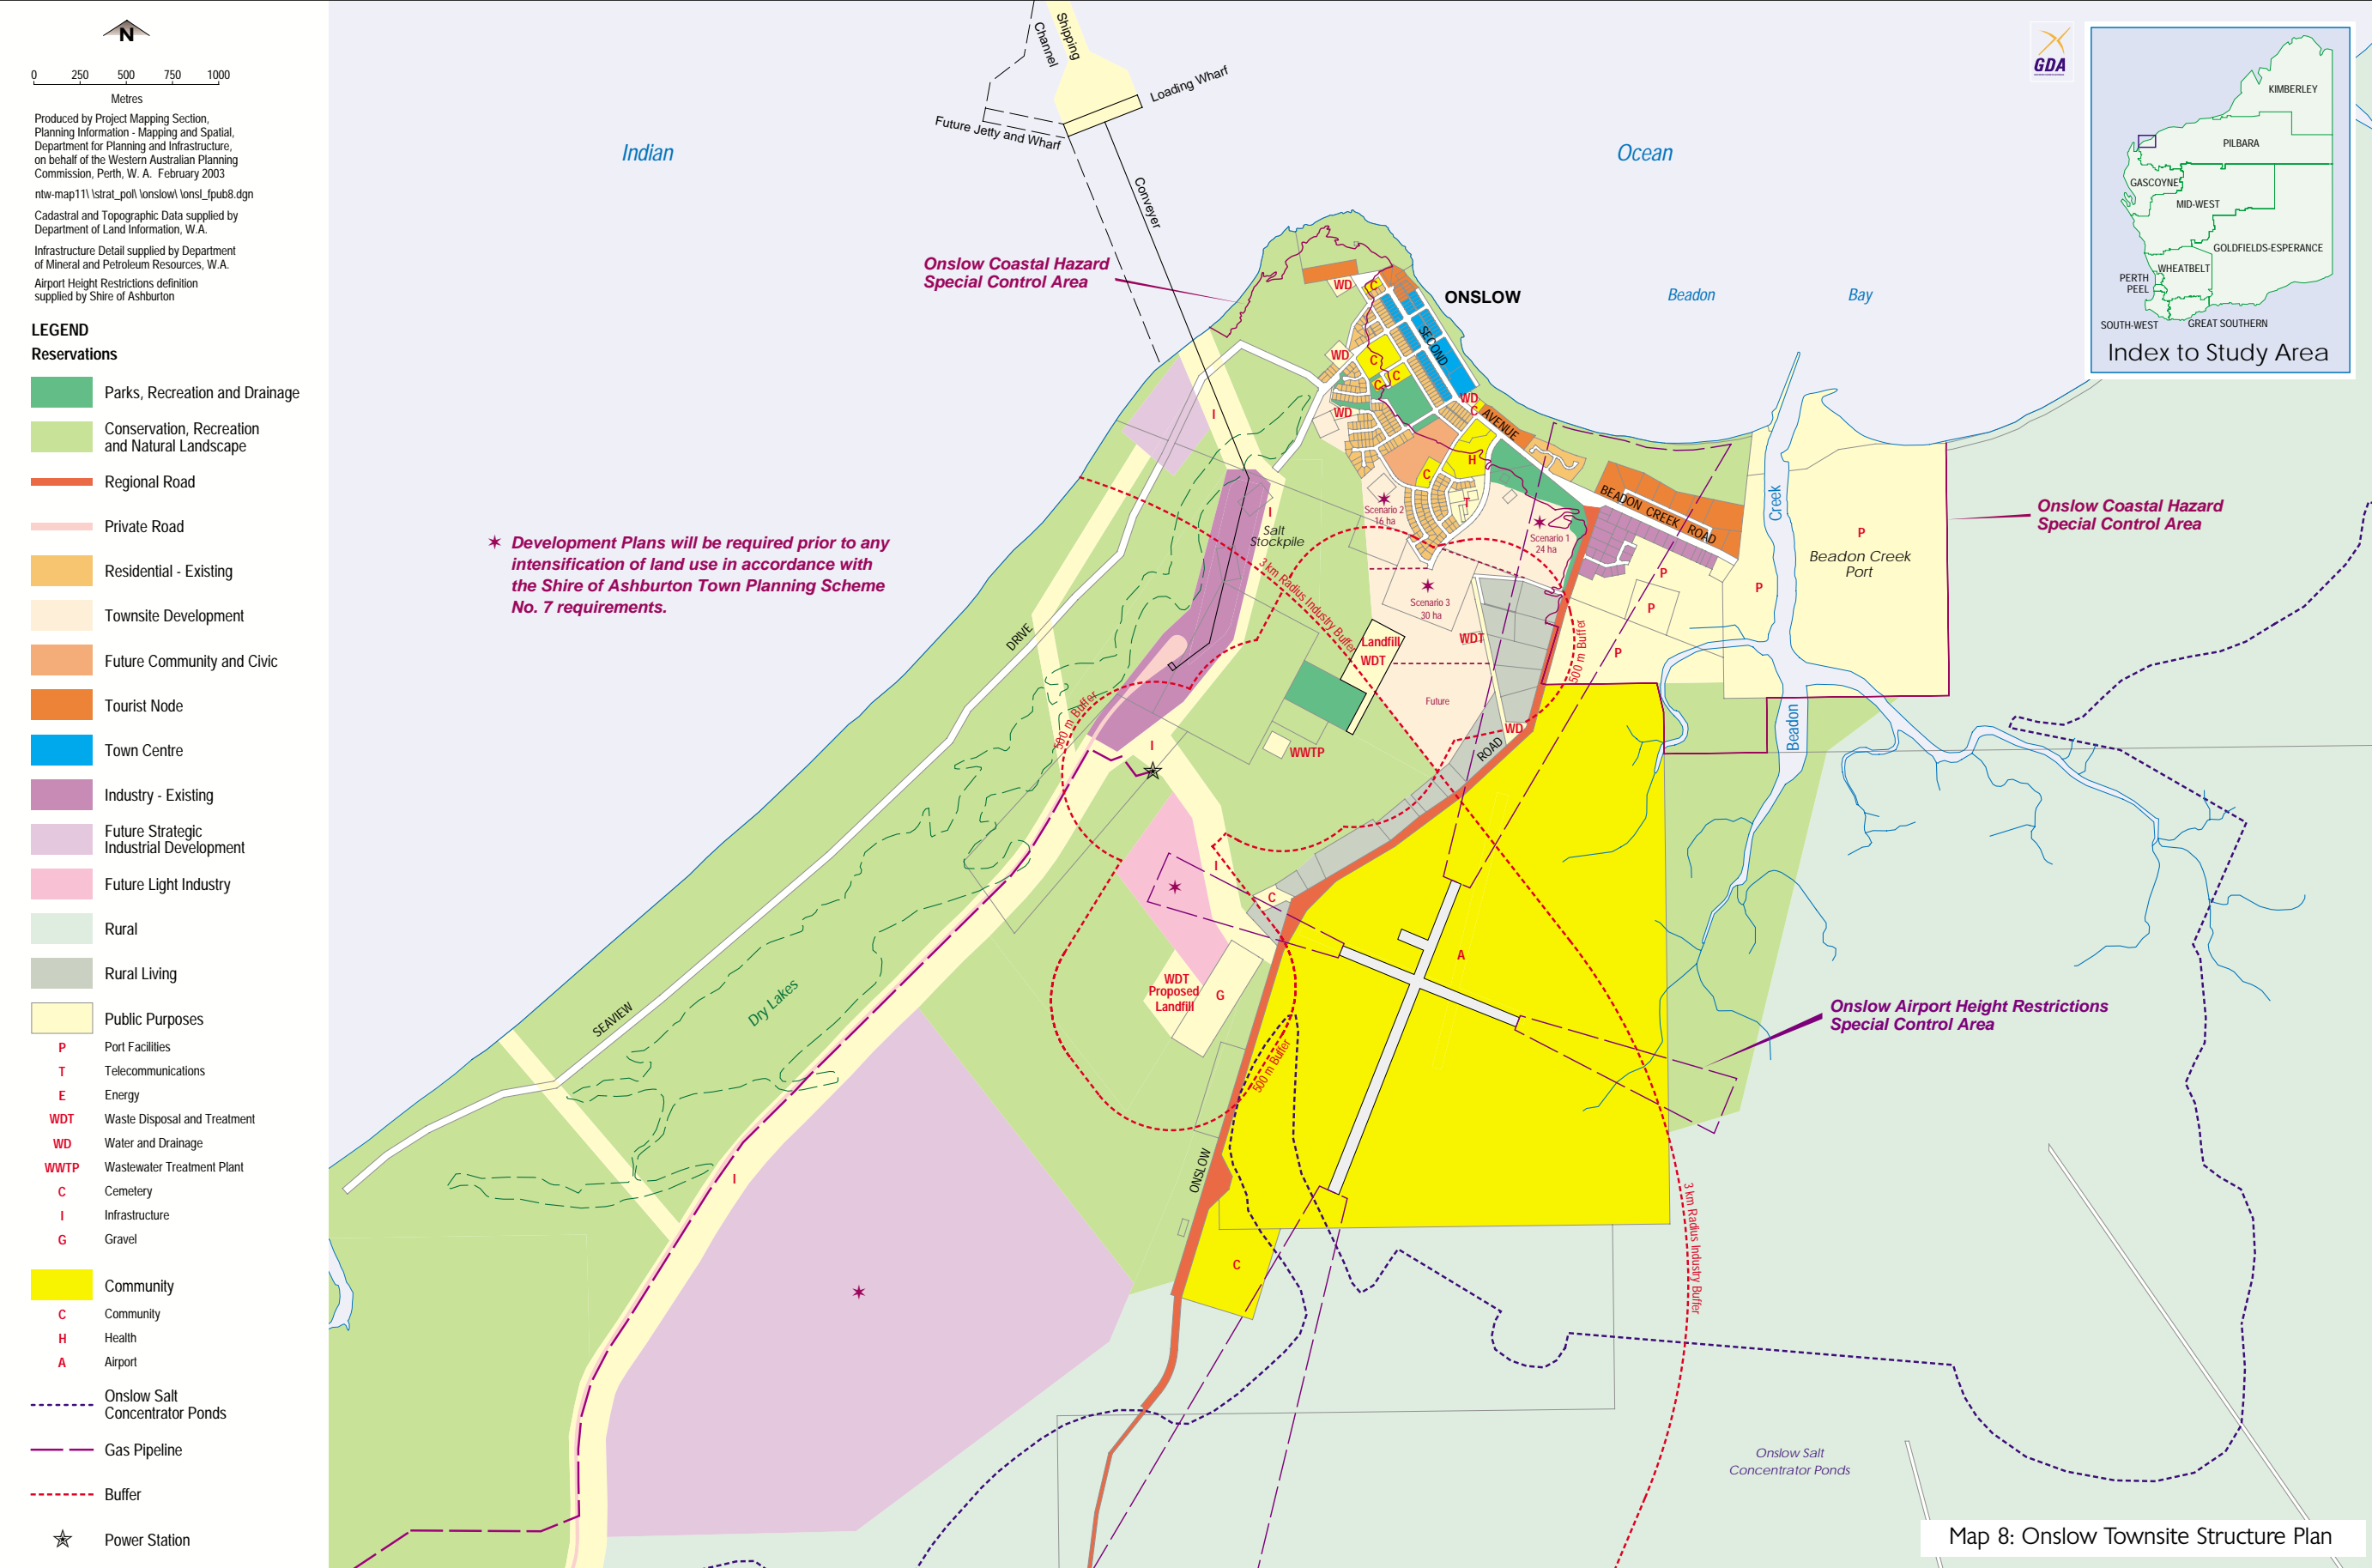 N
0 250 500 750 1000
Metres
Produced by Project Mapping Section,
Planning Information - Mapping and Spatial,
Department for Planning and Infrastructure,
on behalf of the Western Australian Planning
Commission, Perth, W. A.  February 2003
ntw-map11\ \strat_pol\ \onslow\ \onsl_fpub8.dgn
Cadastral and Topographic Data supplied by
Department of Land Information, W.A.
Infrastructure Detail supplied by Department
of Mineral and Petroleum Resources, W.A.
Airport Height Restrictions definition
supplied by Shire of Ashburton
LEGEND
Reservations
Parks, Recreation and Drainage
Conservation, Recreation
and Natural Landscape
Regional Road
Private Road
Residential - Existing
Townsite Development
Future Community and Civic
Tourist Node
Town Centre
Industry - Existing
Future Strategic
Industrial Development
Future Light Industry
Rural
Rural Living
Public Purposes
P Port Facilities
T Telecommunications
E Energy
WDT Waste Disposal and Treatment
WD Water and Drainage
WWTP Wastewater Treatment Plant
C Cemetery
I Infrastructure
G Gravel
Community
C Community
H Health
A Airport
Onslow Salt
Concentrator Ponds
Gas Pipeline
Buffer
Power Station
Shipping
Channel
Loading Wharf
Future Jetty and Wharf
Conveyer
Indian
Ocean
Onslow Coastal Hazard
Special Control Area
ONSLOW
Beadon
Bay
WD
C
SECOND
WD
C
C
C
WD
WD
C
AVENUE
H
C
T
I
I
Salt
Stockpile
Scenario 2
16 ha
Scenario 1
24 ha
Scenario 3
30 ha
BEADON CREEK ROAD
Creek
P
Beadon Creek
Port
P
P
P
P
Onslow Coastal Hazard
Special Control Area
Development Plans will be required prior to any
intensification of land use in accordance with
the Shire of Ashburton Town Planning Scheme
No. 7 requirements.
3 km Radius Industry Buffer
Landfill
WDT
WDT
500 m Buffer
DRIVE
Future
500 m Buffer
WD
ROAD
Beadon
I
WWTP
I
C
A
WDT
Proposed
Landfill
G
Dry Lakes
SEAVIEW
500 m Buffer
Onslow Airport Height Restrictions
Special Control Area
ONSLOW
I
C
3 km Radius Industry Buffer
Onslow Salt
Concentrator Ponds
GDA
KIMBERLEY
PILBARA
GASCOYNE
MID-WEST
GOLDFIELDS-ESPERANCE
WHEATBELT
PERTH
PEEL
SOUTH-WEST
GREAT SOUTHERN
Index to Study Area
Map 8: Onslow Townsite Structure Plan